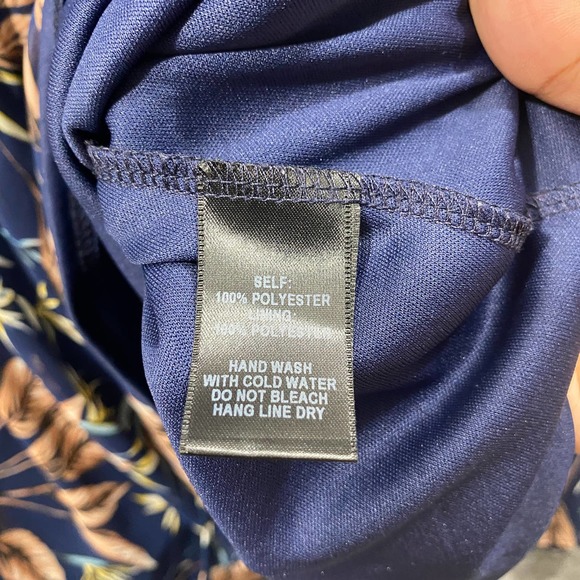 SELF:
100% POLYESTER
LINING:
100% POLYESTER
HAND WASH
WITH COLD WATER
DO NOT BLEACH
HANG LINE DRY